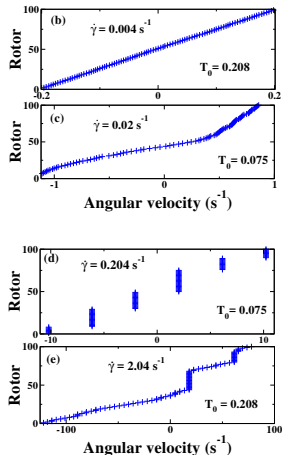 100
(b)
γ̇ = 0.004 s⁻¹
Rotor
50
T₀ = 0.208
0
-0.2 0 0.2
100
(c)
γ̇ = 0.02 s⁻¹
Rotor
50
T₀ = 0.075
0
-1 0 1
Angular velocity (s⁻¹)
100
(d)
γ̇ = 0.204 s⁻¹
Rotor
50
T₀ = 0.075
0
-10 0 10
100
(e)
γ̇ = 2.04 s⁻¹
Rotor
50
T₀ = 0.208
0
-100 0 100
Angular velocity (s⁻¹)